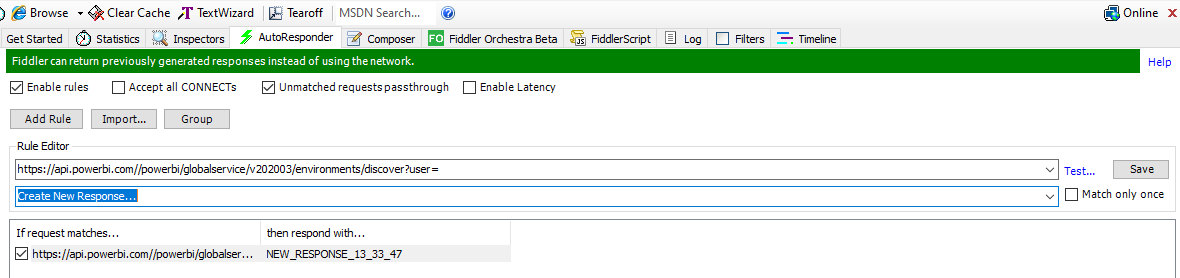 Browse Clear Cache TextWizard Tearoff MSDN Search... ? Online
Get Started Statistics Inspectors AutoResponder Composer FO Fiddler Orchestra Beta JS FiddlerScript Log Filters Timeline
Fiddler can return previously generated responses instead of using the network. Help
Enable rules Accept all CONNECTs Unmatched requests passthrough Enable Latency
Add Rule Import... Group
Rule Editor
https://api.powerbi.com//powerbi/globalservice/v202003/environments/discover?user= Test... Save
Create New Response... Match only once
If request matches... then respond with...
https://api.powerbi.com//powerbi/globalser... NEW_RESPONSE_13_33_47